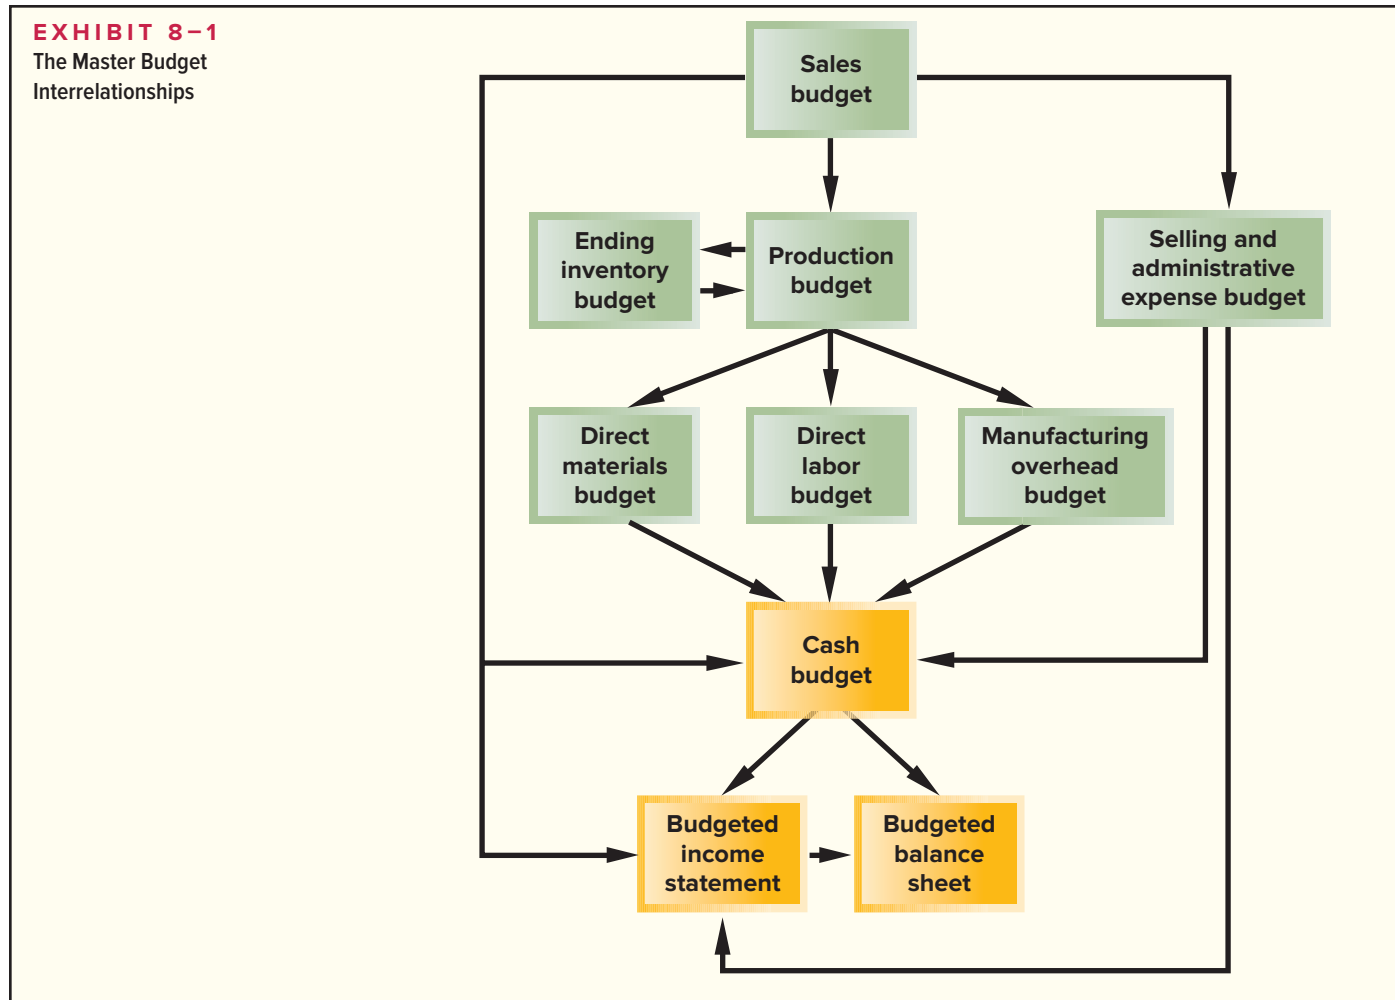 EXHIBIT 8–1
The Master Budget
Interrelationships
Sales
budget
Ending
inventory
budget
Production
budget
Selling and
administrative
expense budget
Direct
materials
budget
Direct
labor
budget
Manufacturing
overhead
budget
Cash
budget
Budgeted
income
statement
Budgeted
balance
sheet